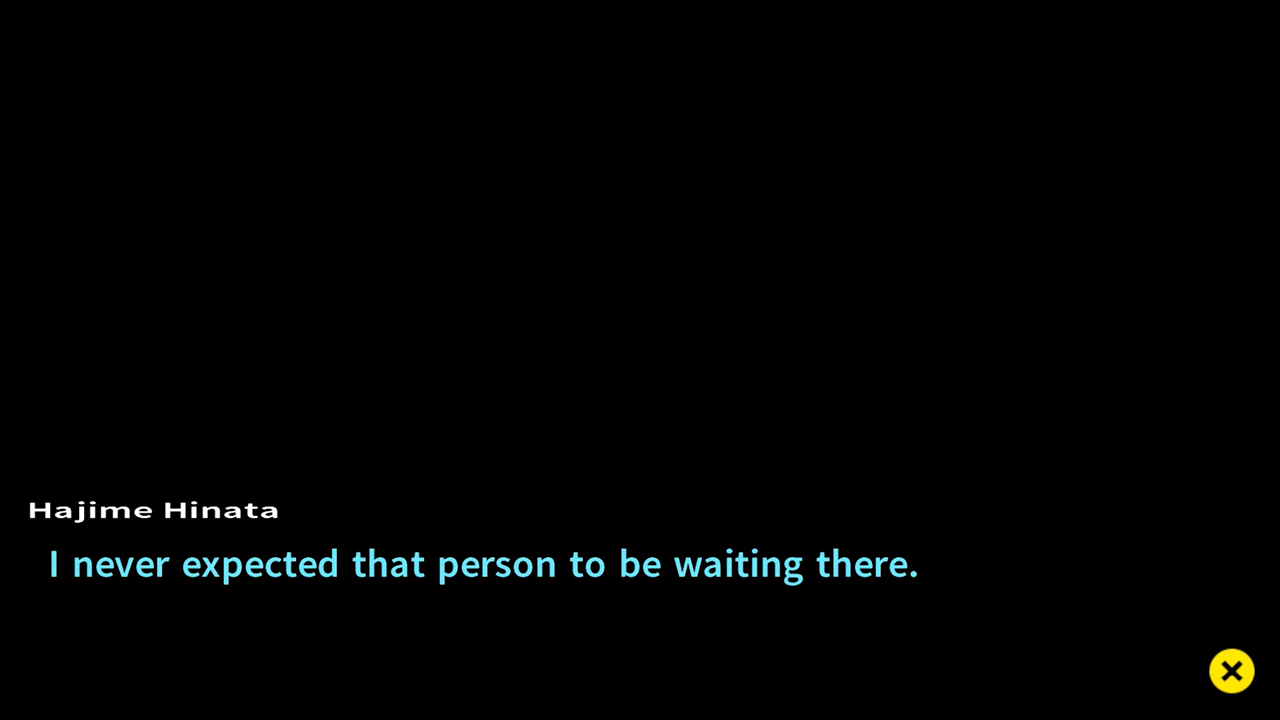 Hajime Hinata
I never expected that person to be waiting there.